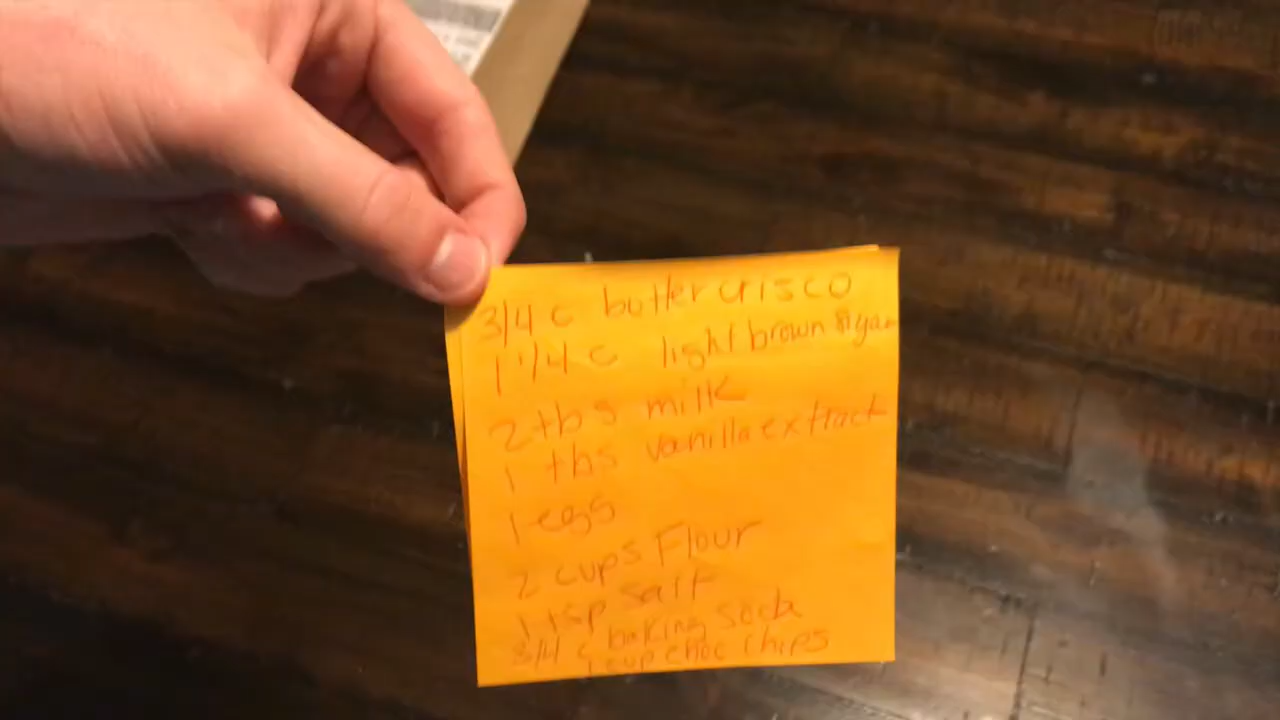 3/4 c butter crisco
1 1/4 c light brown sugar
2 tbs milk
1 tbs vanilla extract
1 egg
2 cups Flour
1 tsp salt
3/4 c baking soda
1 cup choc chips